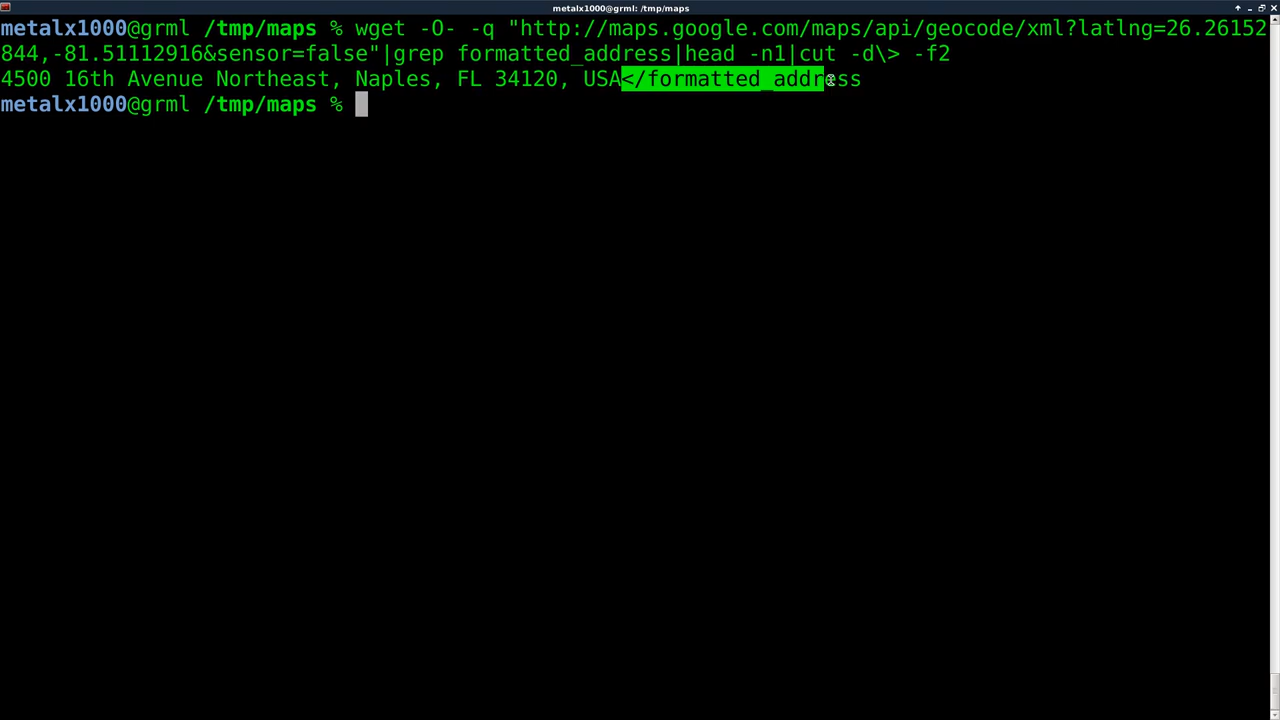 metalx1000@grml: /tmp/maps
metalx1000@grml /tmp/maps % wget -O- -q "http://maps.google.com/maps/api/geocode/xml?latlng=26.26152
844,-81.51112916&sensor=false"|grep formatted_address|head -n1|cut -d\> -f2
4500 16th Avenue Northeast, Naples, FL 34120, USA</formatted_address
metalx1000@grml /tmp/maps %